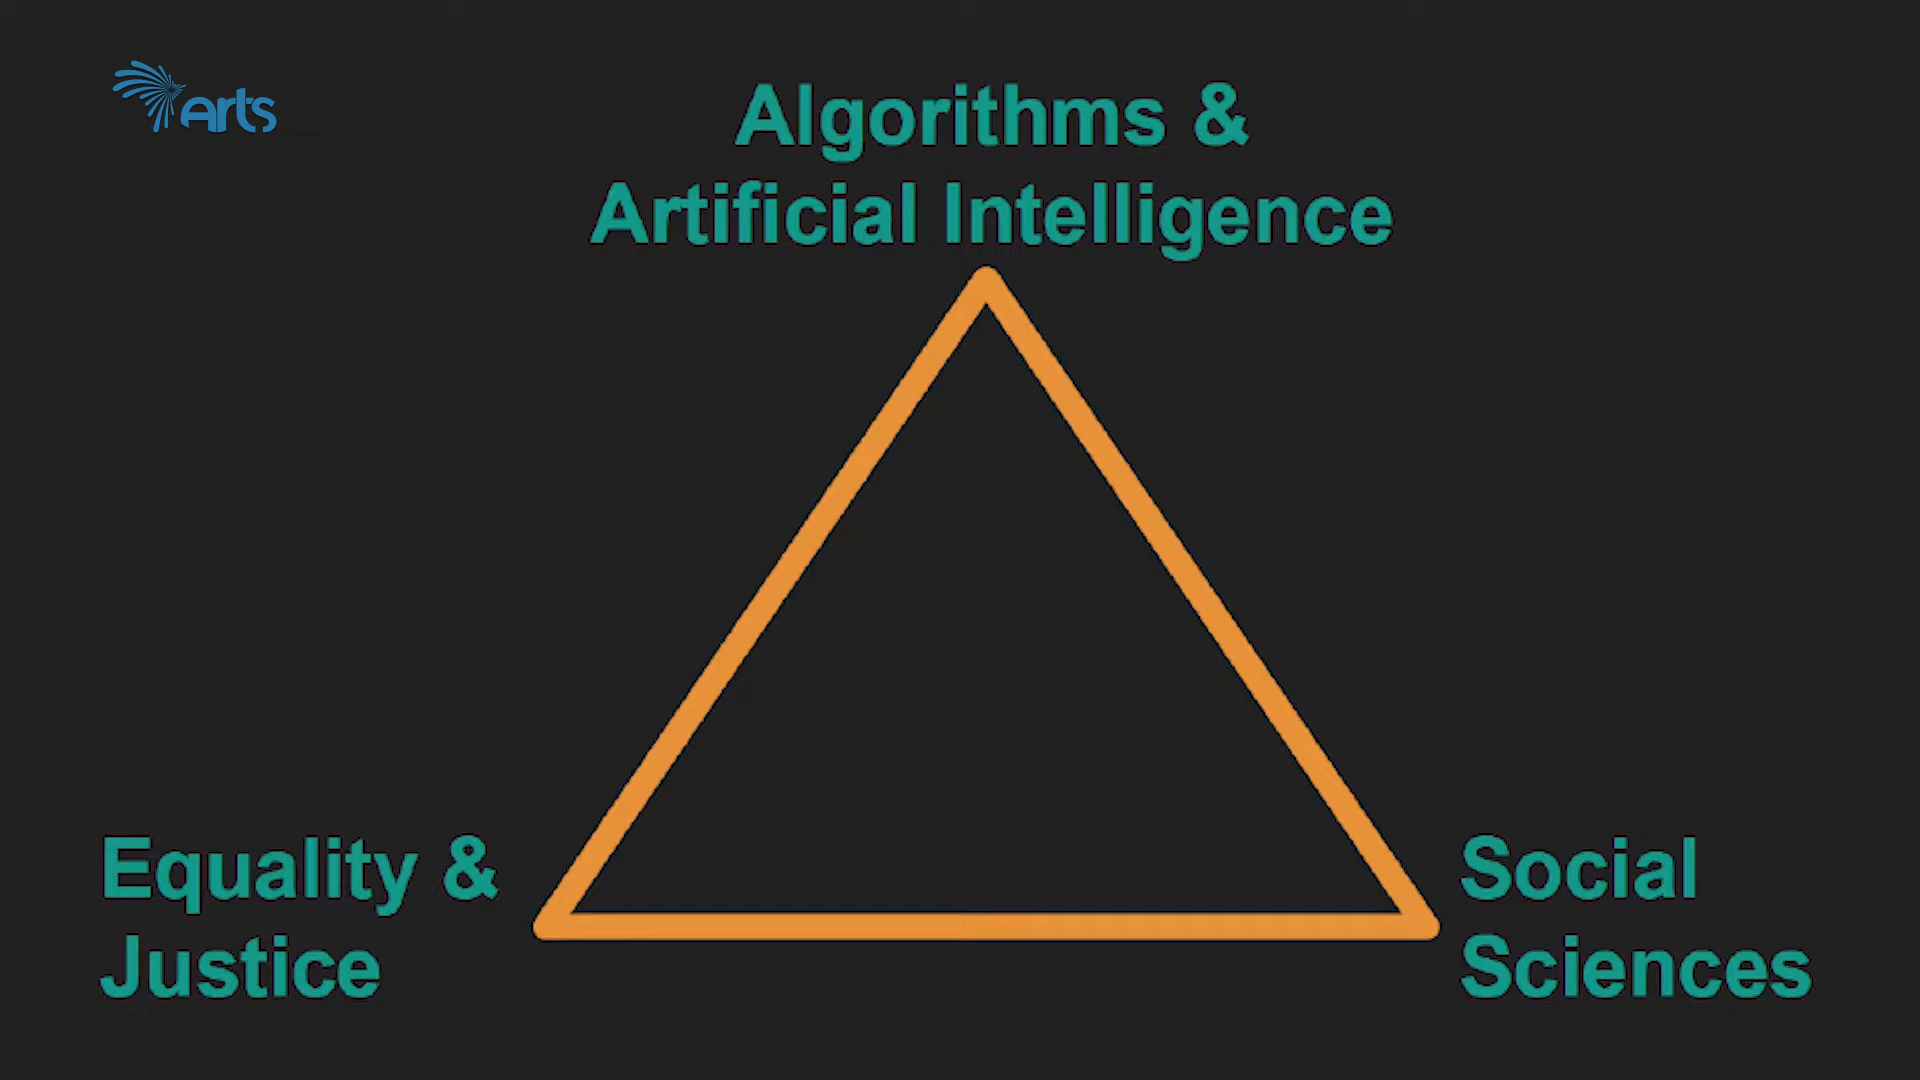 arts
Algorithms &
Artificial Intelligence
Equality &
Justice
Social
Sciences